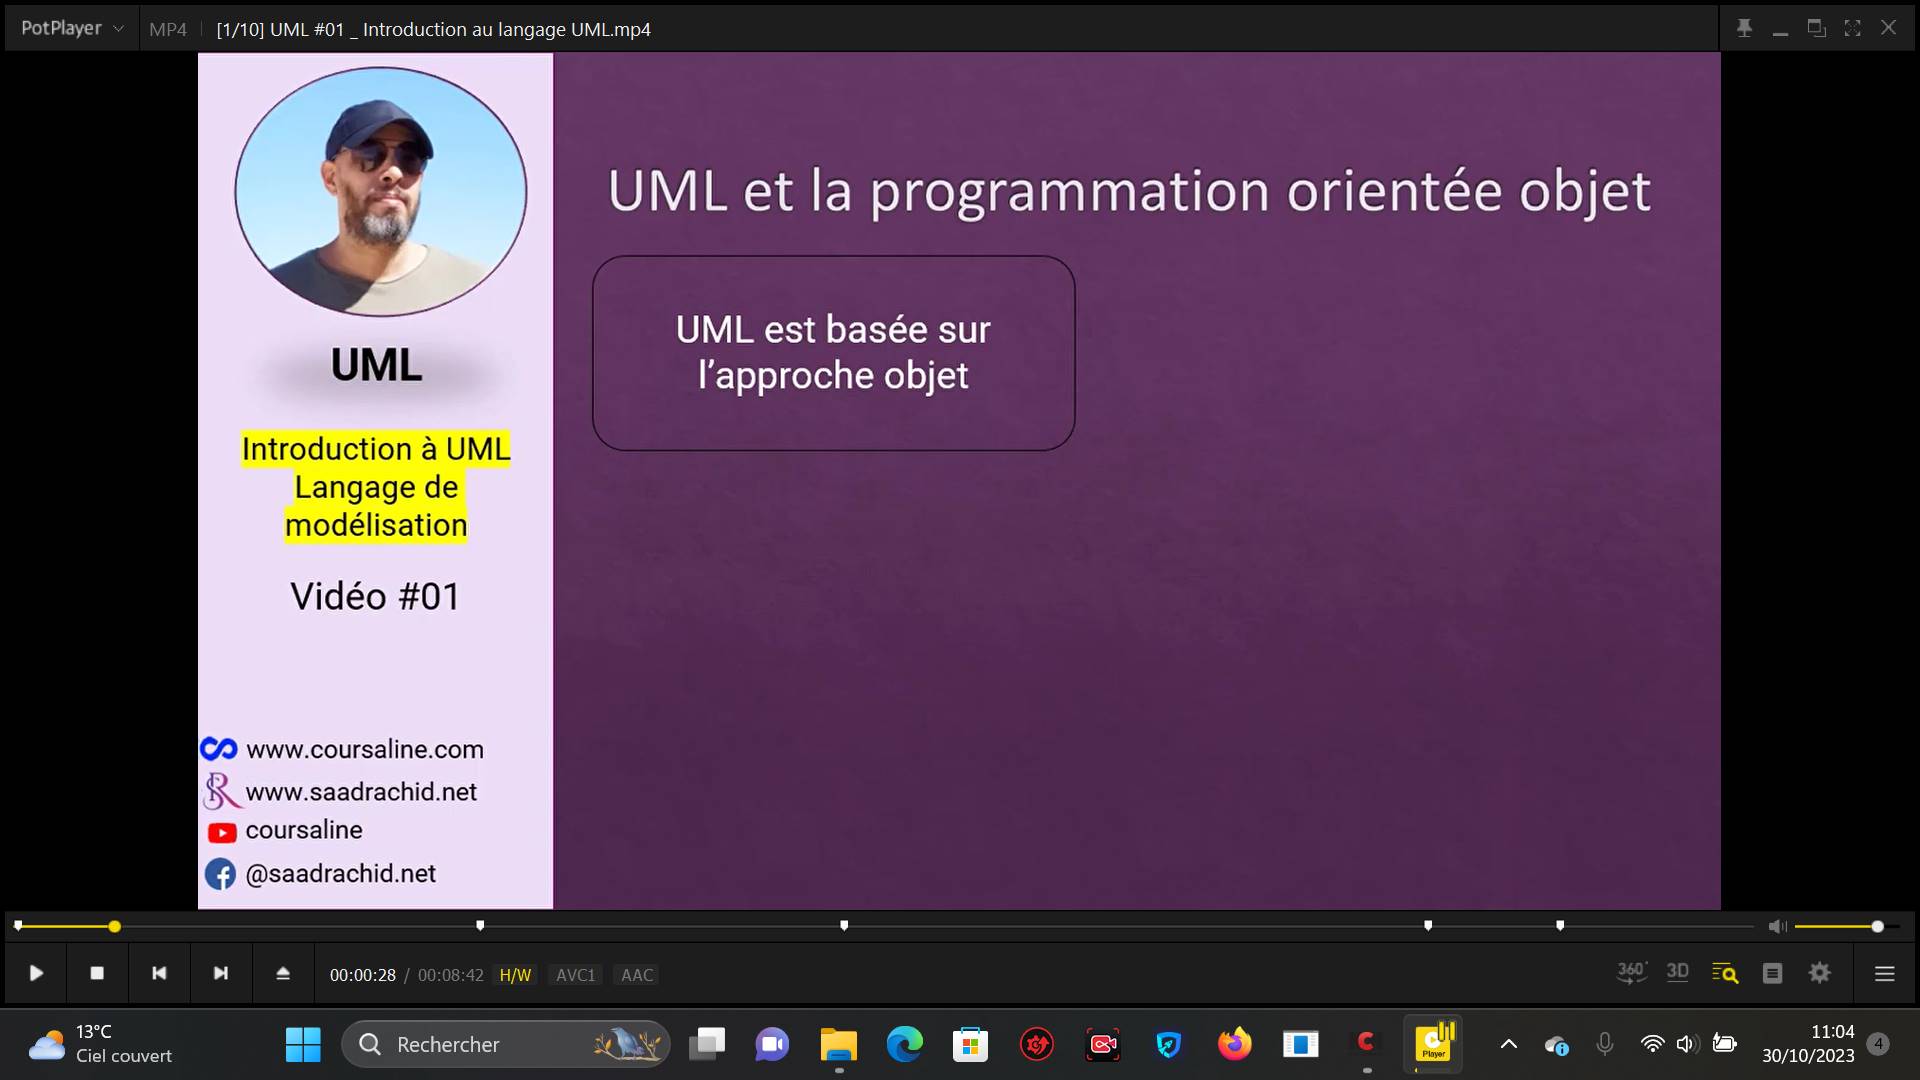 PotPlayer
MP4
[1/10] UML #01 _ Introduction au langage UML.mp4
UML
Introduction à UML
Langage de
modélisation
Vidéo #01
www.coursaline.com
www.saadrachid.net
coursaline
@saadrachid.net
UML et la programmation orientée objet
UML est basée sur
l’approche objet
00:00:28 / 00:08:42 H/W AVC1 AAC
360° 3D
13°C
Ciel couvert
Rechercher
Player
11:04
30/10/2023
4